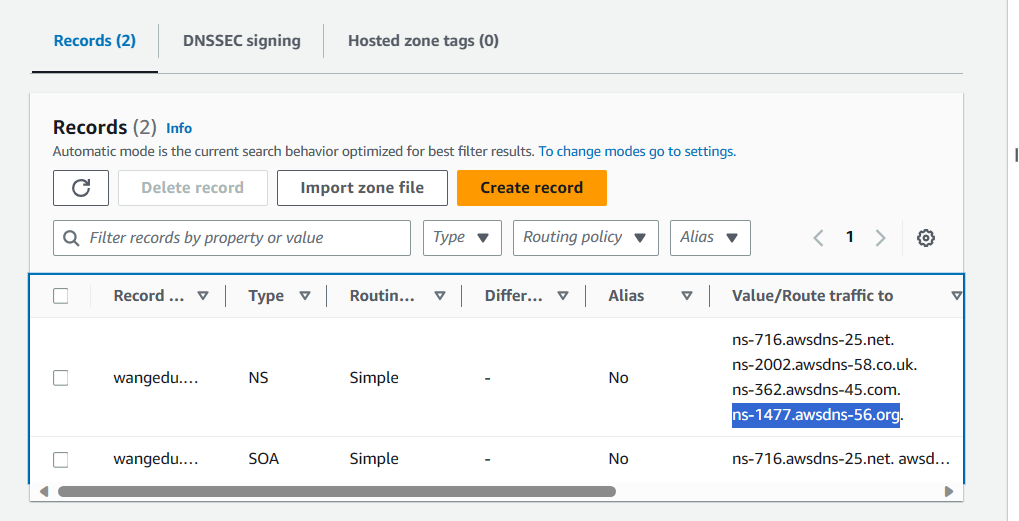 Records (2) DNSSEC signing Hosted zone tags (0)
Records (2) Info
Automatic mode is the current search behavior optimized for best filter results. To change modes go to settings.
Delete record Import zone file Create record
Filter records by property or value Type Routing policy Alias 1
Record ... Type Routin... Differ... Alias Value/Route traffic to
ns-716.awsdns-25.net.
ns-2002.awsdns-58.co.uk.
wangedu.... NS Simple - No
ns-362.awsdns-45.com.
ns-1477.awsdns-56.org.
wangedu.... SOA Simple - No ns-716.awsdns-25.net. awsd...